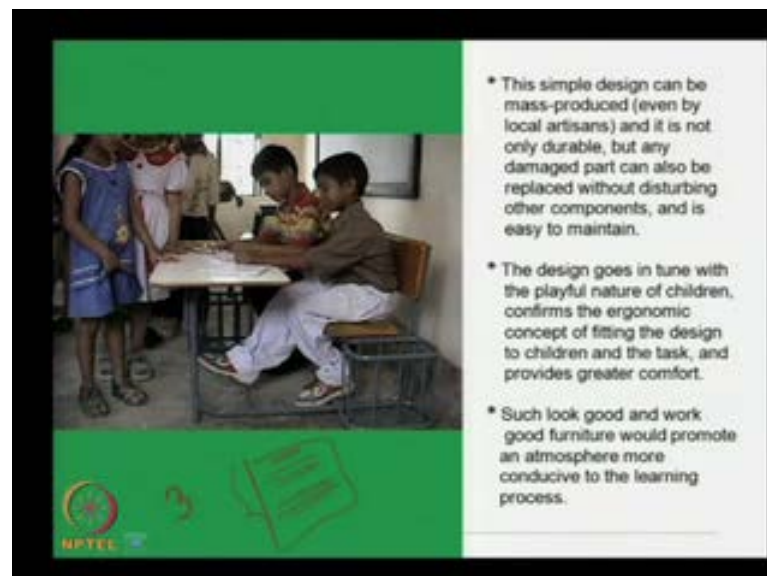 * This simple design can be
mass-produced (even by
local artisans) and it is not
only durable, but any
damaged part can also be
replaced without disturbing
other components, and is
easy to maintain.
* The design goes in tune with
the playful nature of children,
confirms the ergonomic
concept of fitting the design
to children and the task, and
provides greater comfort.
* Such look good and work
good furniture would promote
an atmosphere more
conducive to the learning
process.
3
NPTEL